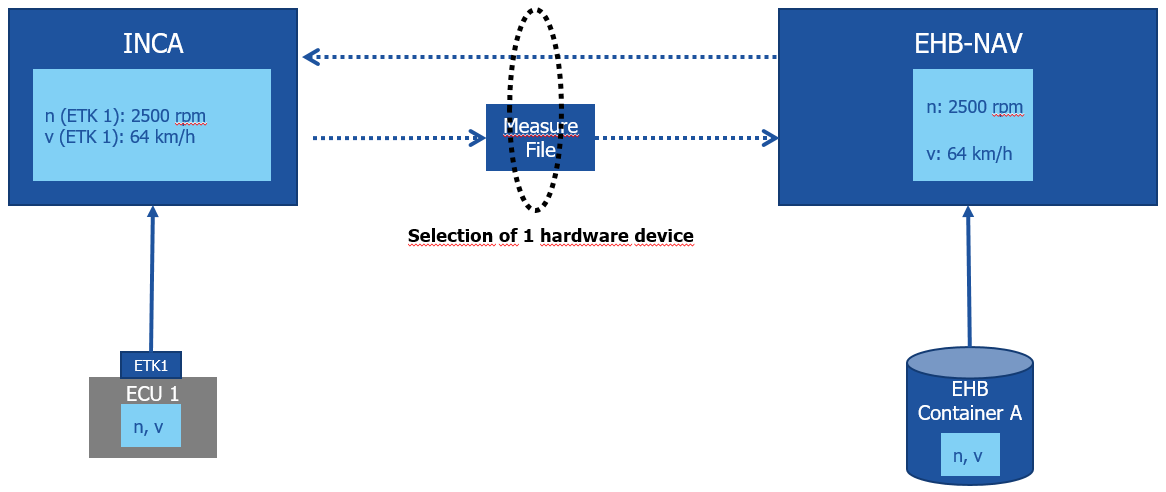 INCA
n (ETK 1): 2500 rpm
v (ETK 1): 64 km/h
Measure
File
EHB-NAV
n: 2500 rpm
v: 64 km/h
Selection of 1 hardware device
ETK1
ECU 1
n, v
EHB
Container A
n, v